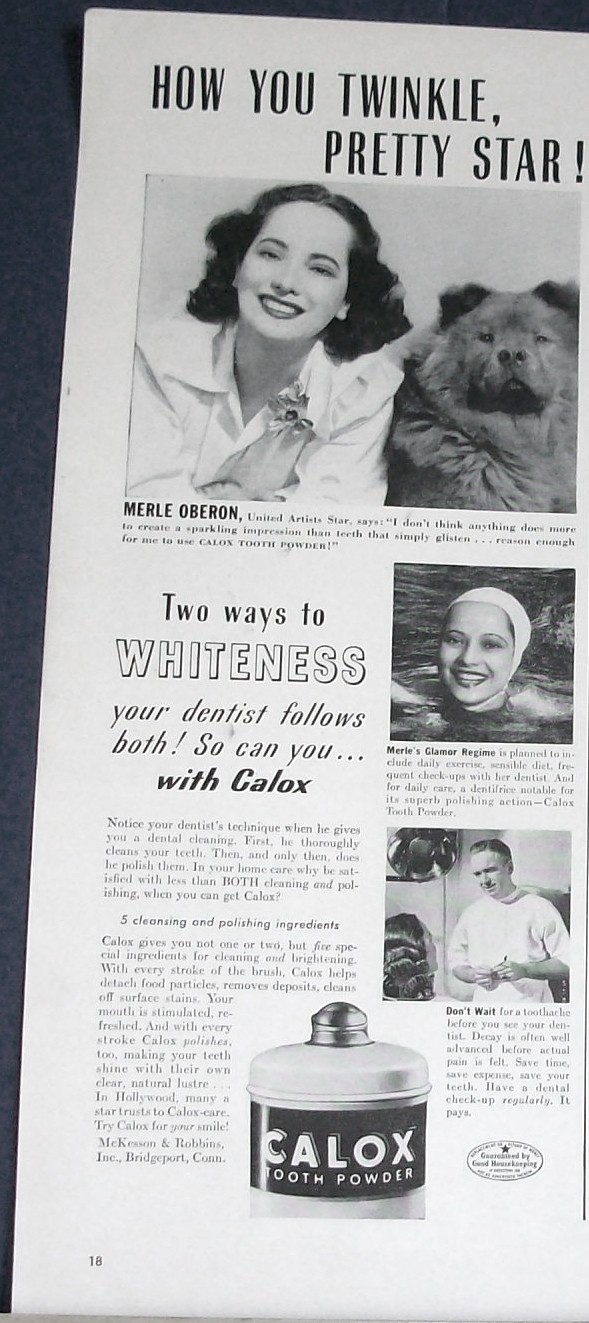 HOW YOU TWINKLE,
PRETTY STAR!
MERLE OBERON, United Artists Star, says: "I don't think anything does more
to create a sparkling impression than teeth that simply glisten . . . reason enough
for me to use CALOX TOOTH POWDER!"
Two ways to
WHITENESS
your dentist follows
both! So can you...
with Calox
Notice your dentist's technique when he gives
you a dental cleaning. First, he thoroughly
cleans your teeth. Then, and only then, does
he polish them. In your home care why be sat-
isfied with less than BOTH cleaning and pol-
ishing, when you can get Calox?
5 cleansing and polishing ingredients
Calox gives you not one or two, but five spe-
cial ingredients for cleaning and brightening.
With every stroke of the brush, Calox helps
detach food particles, removes deposits, cleans
off surface stains. Your
mouth is stimulated, re-
freshed. And with every
stroke Calox polishes,
too, making your teeth
shine with their own
clear, natural lustre . . .
In Hollywood, many a
star trusts to Calox-care.
Try Calox for your smile!
McKesson & Robbins,
Inc., Bridgeport, Conn.
Merle's Glamor Regime is planned to in-
clude daily exercise, sensible diet, fre-
quent check-ups with her dentist. And
for daily care, a dentifrice notable for
its superb polishing action—Calox
Tooth Powder.
Don't Wait for a toothache
before you see your den-
tist. Decay is often well
advanced before actual
pain is felt. Save time,
save expense, save your
teeth. Have a dental
check-up regularly. It
pays.
CALOX
TOOTH POWDER
Guaranteed by
Good Housekeeping
18